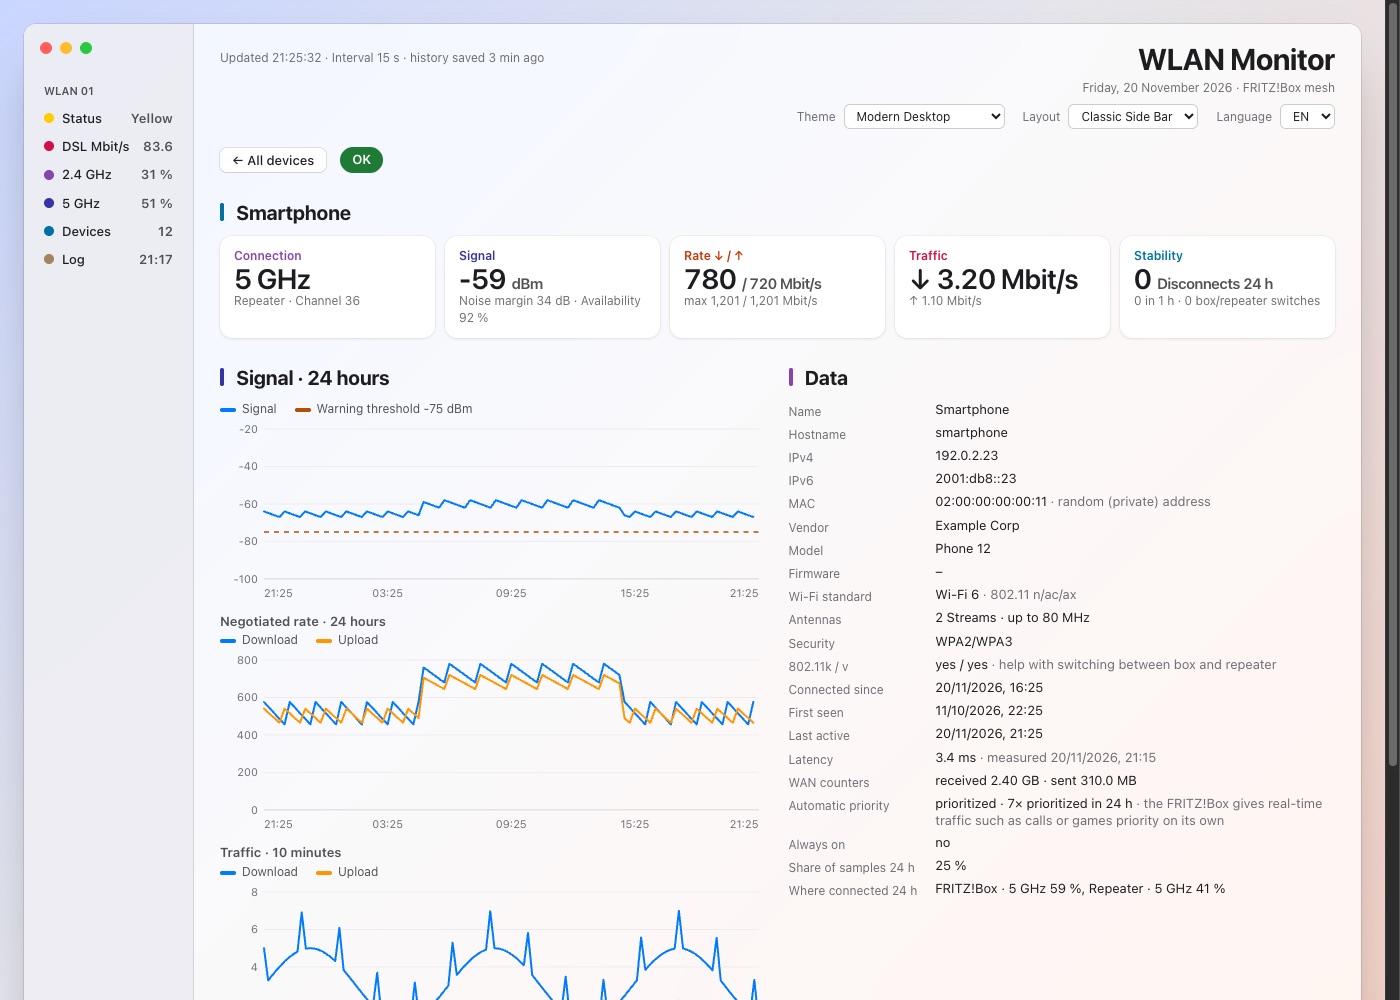 WLAN 01
Status Yellow
DSL Mbit/s 83.6
2.4 GHz 31 %
5 GHz 51 %
Devices 12
Log 21:17
Updated 21:25:32 · Interval 15 s · history saved 3 min ago
WLAN Monitor
Friday, 20 November 2026 · FRITZ!Box mesh
Theme Modern Desktop Layout Classic Side Bar Language EN
← All devices OK
Smartphone
Connection
5 GHz
Repeater · Channel 36
Signal
-59 dBm
Noise margin 34 dB · Availability
92 %
Rate ↓ / ↑
780 / 720 Mbit/s
max 1,201 / 1,201 Mbit/s
Traffic
↓ 3.20 Mbit/s
↑ 1.10 Mbit/s
Stability
0 Disconnects 24 h
0 in 1 h · 0 box/repeater switches
Signal · 24 hours
Signal Warning threshold -75 dBm
-20
-40
-60
-80
-100
21:25 03:25 09:25 15:25 21:25
Negotiated rate · 24 hours
Download Upload
800
600
400
200
0
21:25 03:25 09:25 15:25 21:25
Traffic · 10 minutes
Download Upload
8
6
4
Data
Name Smartphone
Hostname smartphone
IPv4 192.0.2.23
IPv6 2001:db8::23
MAC 02:00:00:00:00:11 · random (private) address
Vendor Example Corp
Model Phone 12
Firmware –
Wi-Fi standard Wi-Fi 6 · 802.11 n/ac/ax
Antennas 2 Streams · up to 80 MHz
Security WPA2/WPA3
802.11k / v yes / yes · help with switching between box and repeater
Connected since 20/11/2026, 16:25
First seen 11/10/2026, 22:25
Last active 20/11/2026, 21:25
Latency 3.4 ms · measured 20/11/2026, 21:15
WAN counters received 2.40 GB · sent 310.0 MB
Automatic priority prioritized · 7× prioritized in 24 h · the FRITZ!Box gives real-time
traffic such as calls or games priority on its own
Always on no
Share of samples 24 h 25 %
Where connected 24 h FRITZ!Box · 5 GHz 59 %, Repeater · 5 GHz 41 %